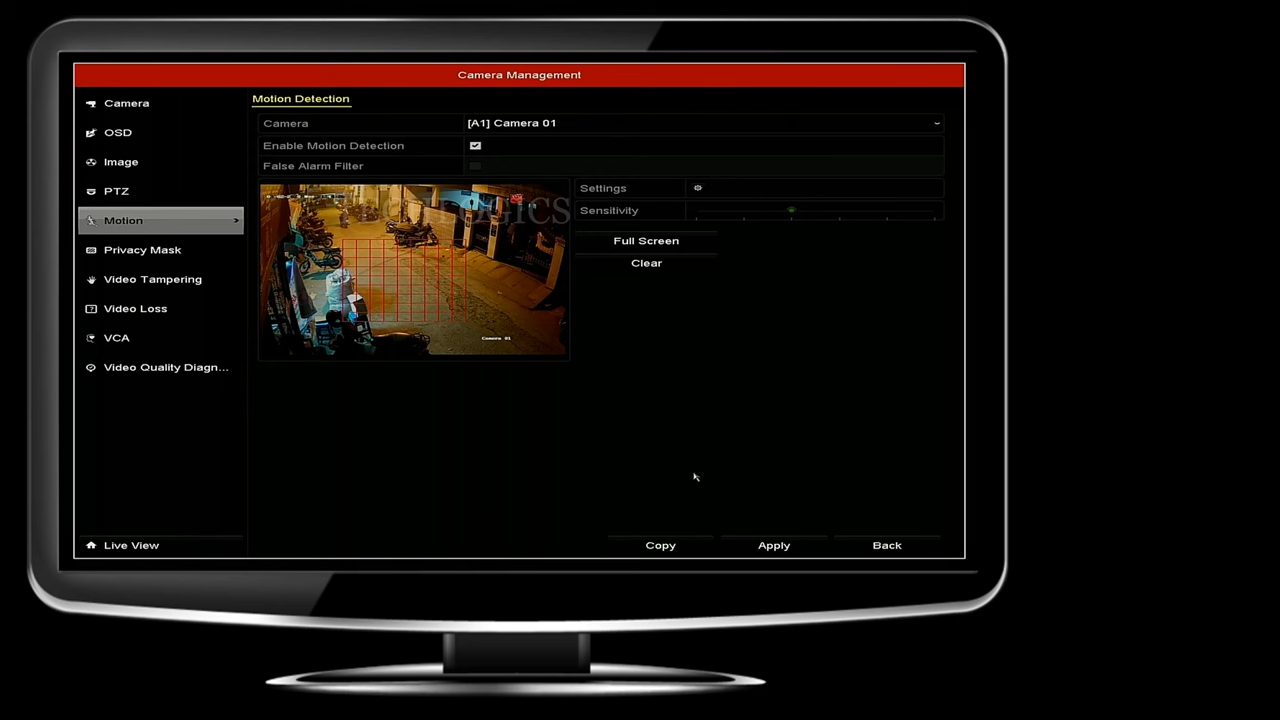 Camera Management
Camera
OSD
Image
PTZ
Motion >
Privacy Mask
Video Tampering
Video Loss
VCA
Video Quality Diagn...
Live View
Motion Detection
Camera [A1] Camera 01
Enable Motion Detection
False Alarm Filter
Camera 01
Settings
Sensitivity
Full Screen
Clear
Copy Apply Back